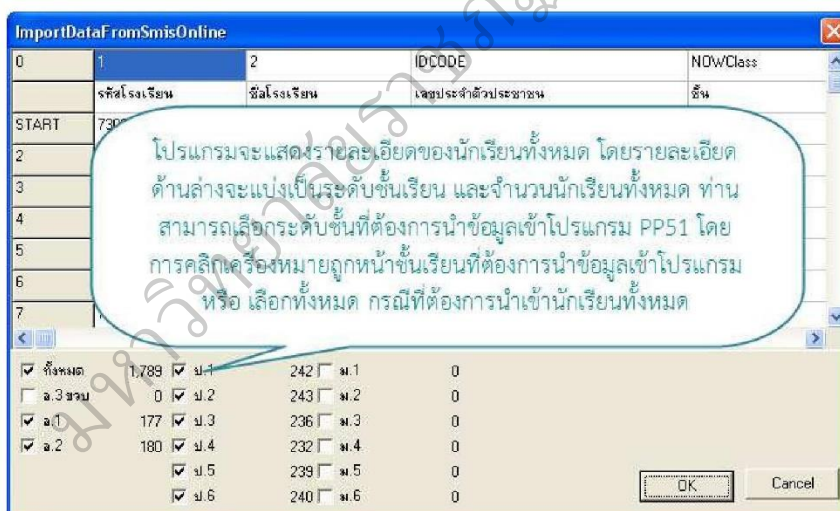 ImportDataFromSmisOnline
0 1 2 IDCODE NOWClass
รหัสโรงเรียน ชื่อโรงเรียน เลขประจำตัวประชาชน ชั้น
START
2
3
4
5
6
7
โปรแกรมจะแสดงรายละเอียดของนักเรียนทั้งหมด โดยรายละเอียด
ด้านล่างจะแบ่งเป็นระดับชั้นเรียน และจำนวนนักเรียนทั้งหมด ท่าน
สามารถเลือกระดับชั้นที่ต้องการนำข้อมูลเข้าโปรแกรม PP51 โดย
การคลิกเครื่องหมายถูกหน้าชั้นเรียนที่ต้องการนำข้อมูลเข้าโปรแกรม
หรือ เลือกทั้งหมด กรณีที่ต้องการนำเข้านักเรียนทั้งหมด
ทั้งหมด 1,789 ป.1 242 ม.1 0
อ.3ขวบ 0 ป.2 243 ม.2 0
อ.1 177 ป.3 236 ม.3 0
อ.2 180 ป.4 232 ม.4 0
ป.5 239 ม.5 0
ป.6 240 ม.6 0
OK Cancel